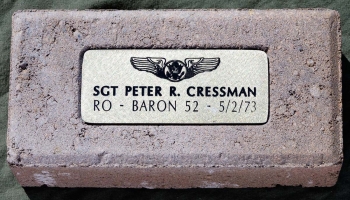 SGT PETER R. CRESSMAN
RO - BARON 52 - 5/2/73